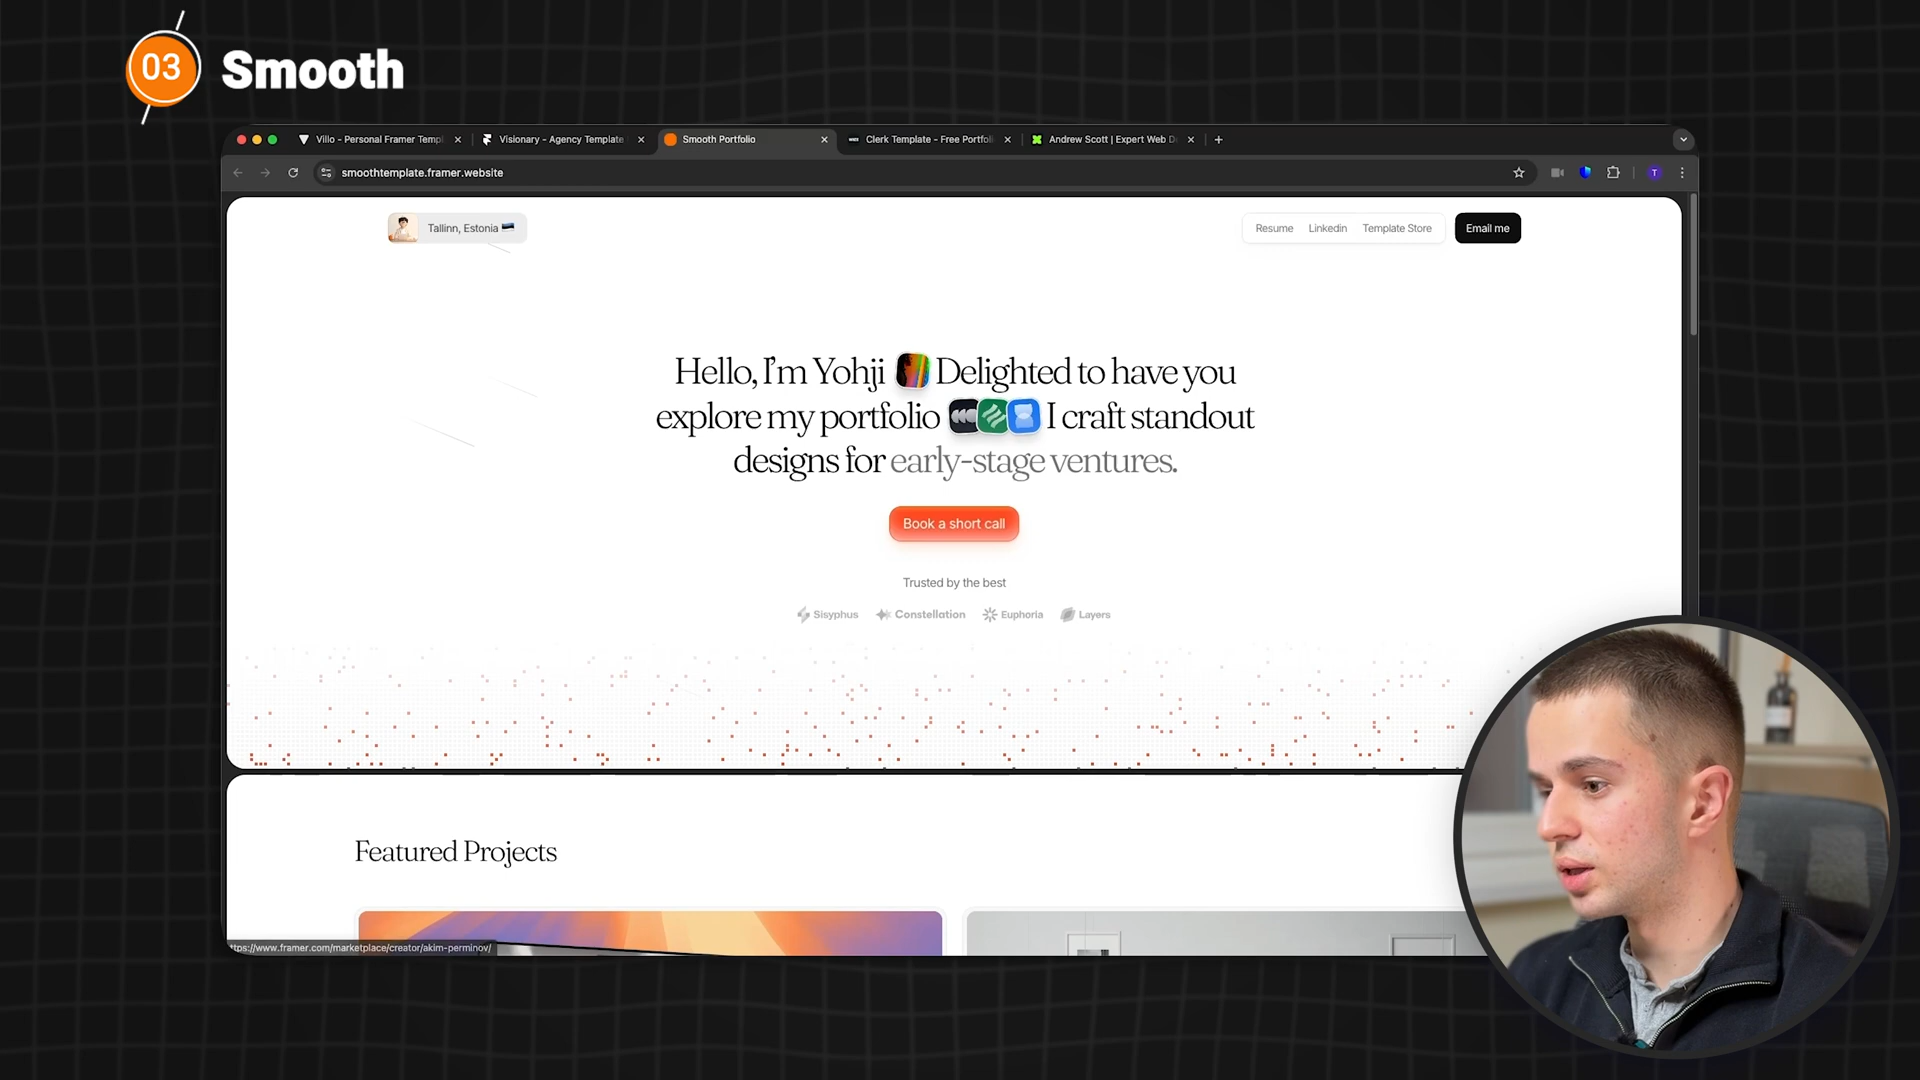 03 Smooth
Villo - Personal Framer Templ
Visionary - Agency Template
Smooth Portfolio
Clerk Template - Free Portfoli
Andrew Scott | Expert Web D
smoothtemplate.framer.website
T
Tallinn, Estonia
Resume
Linkedin
Template Store
Email me
Hello, I'm Yohji Delighted to have you
explore my portfolio I craft standout
designs for early-stage ventures.
Book a short call
Trusted by the best
Sisyphus
Constellation
Euphoria
Layers
Featured Projects
ttps://www.framer.com/marketplace/creator/akim-perminov/